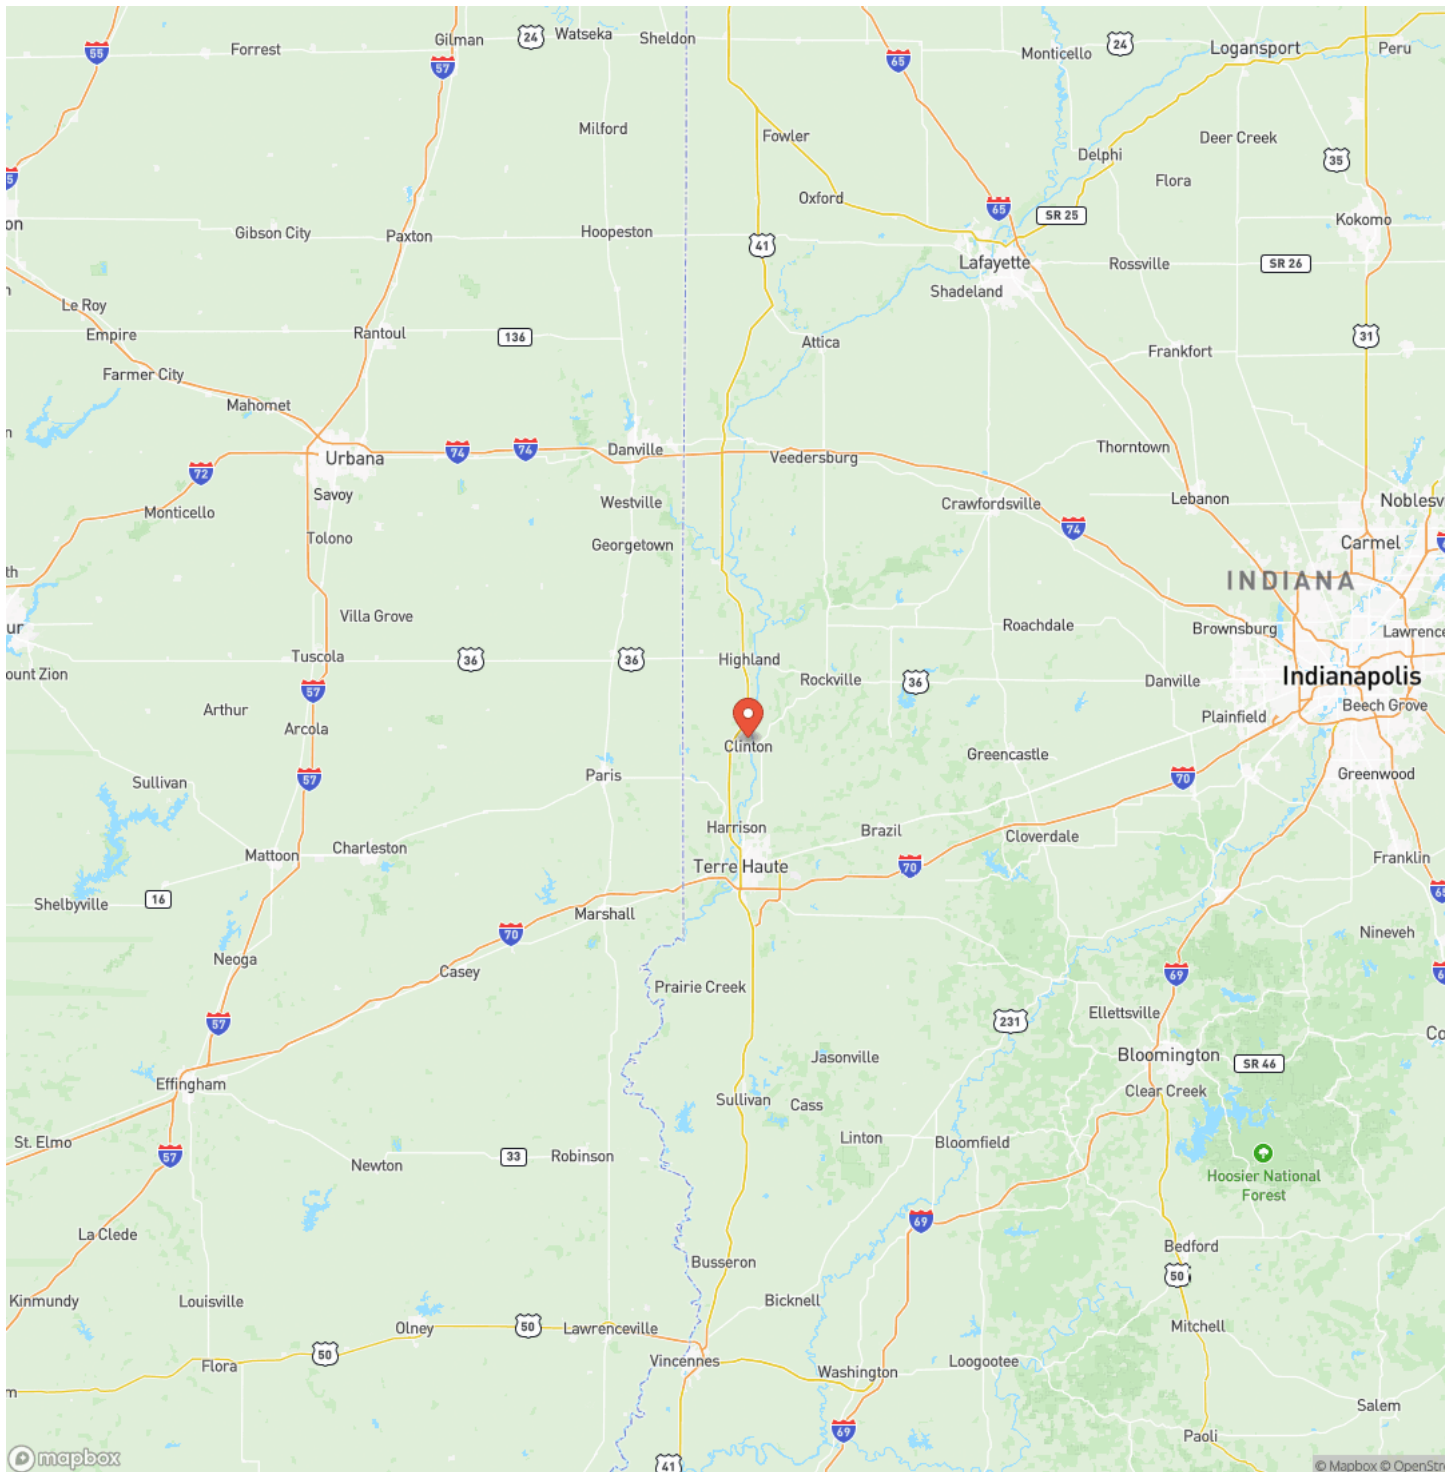 55
Forrest
Gilman
24
Watseka
Sheldon
65
Monticello
24
Logansport
Peru
57
Milford
Fowler
Deer Creek
35
Delphi
5
Flora
Oxford
65
SR 25
on
Gibson City
Paxton
Hoopeston
41
Kokomo
Lafayette
Rossville
SR 26
Shadeland
n
Le Roy
Empire
Rantoul
136
Attica
Frankfort
31
Farmer City
Mahomet
n
Urbana
74
74
Danville
Veedersburg
Thorntown
72
Savoy
Westville
Crawfordsville
Lebanon
Noblesv
Monticello
Tolono
Georgetown
74
Carmel
th
INDIANA
Villa Grove
Roachdale
Brownsburg
Lawrence
ur
Tuscola
36
36
Highland
Rockville
36
Danville
Indianapolis
ount Zion
57
Arthur
Plainfield
Beech Grove
Arcola
Clinton
Greencastle
57
Sullivan
Paris
70
Greenwood
Harrison
Brazil
Cloverdale
Mattoon
Charleston
Terre Haute
70
Franklin
16
Shelbyville
Marshall
65
70
Nineveh
Neoga
Casey
69
Prairie Creek
6
57
231
Ellettsville
Co
Jasonville
Bloomington
SR 46
Effingham
Sullivan
Cass
Clear Creek
St. Elmo
57
Newton
33
Robinson
Linton
Bloomfield
Hoosier National
Forest
La Clede
69
Busseron
Bedford
50
Kinmundy
Louisville
Bicknell
Olney
50
Lawrenceville
Mitchell
50
Flora
Vincennes
Washington
Loogootee
m
Salem
69
Paoli
41
mapbox
© Mapbox © OpenStr